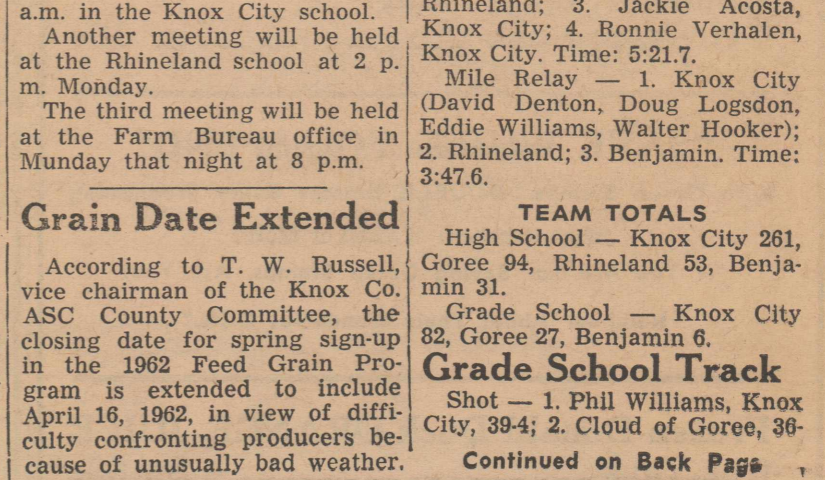 a.m. in the Knox City school.
Another meeting will be held
at the Rhineland school at 2 p.
m. Monday.
The third meeting will be held
at the Farm Bureau office in
Munday that night at 8 p.m.
Grain Date Extended
According to T. W. Russell,
vice chairman of the Knox Co.
ASC County Committee, the
closing date for spring sign-up
in the 1962 Feed Grain Pro-
gram is extended to include
April 16, 1962, in view of diffi-
culty confronting producers be-
cause of unusually bad weather.
Rhineland; 3. Jackie Acosta,
Knox City; 4. Ronnie Verhalen,
Knox City. Time: 5:21.7.
Mile Relay — 1. Knox City
(David Denton, Doug Logsdon,
Eddie Williams, Walter Hooker);
2. Rhineland; 3. Benjamin. Time:
3:47.6.
TEAM TOTALS
High School — Knox City 261,
Goree 94, Rhineland 53, Benja-
min 31.
Grade School — Knox City
82, Goree 27, Benjamin 6.
Grade School Track
Shot — 1. Phil Williams, Knox
City, 39-4; 2. Cloud of Goree, 36-
Continued on Back Page